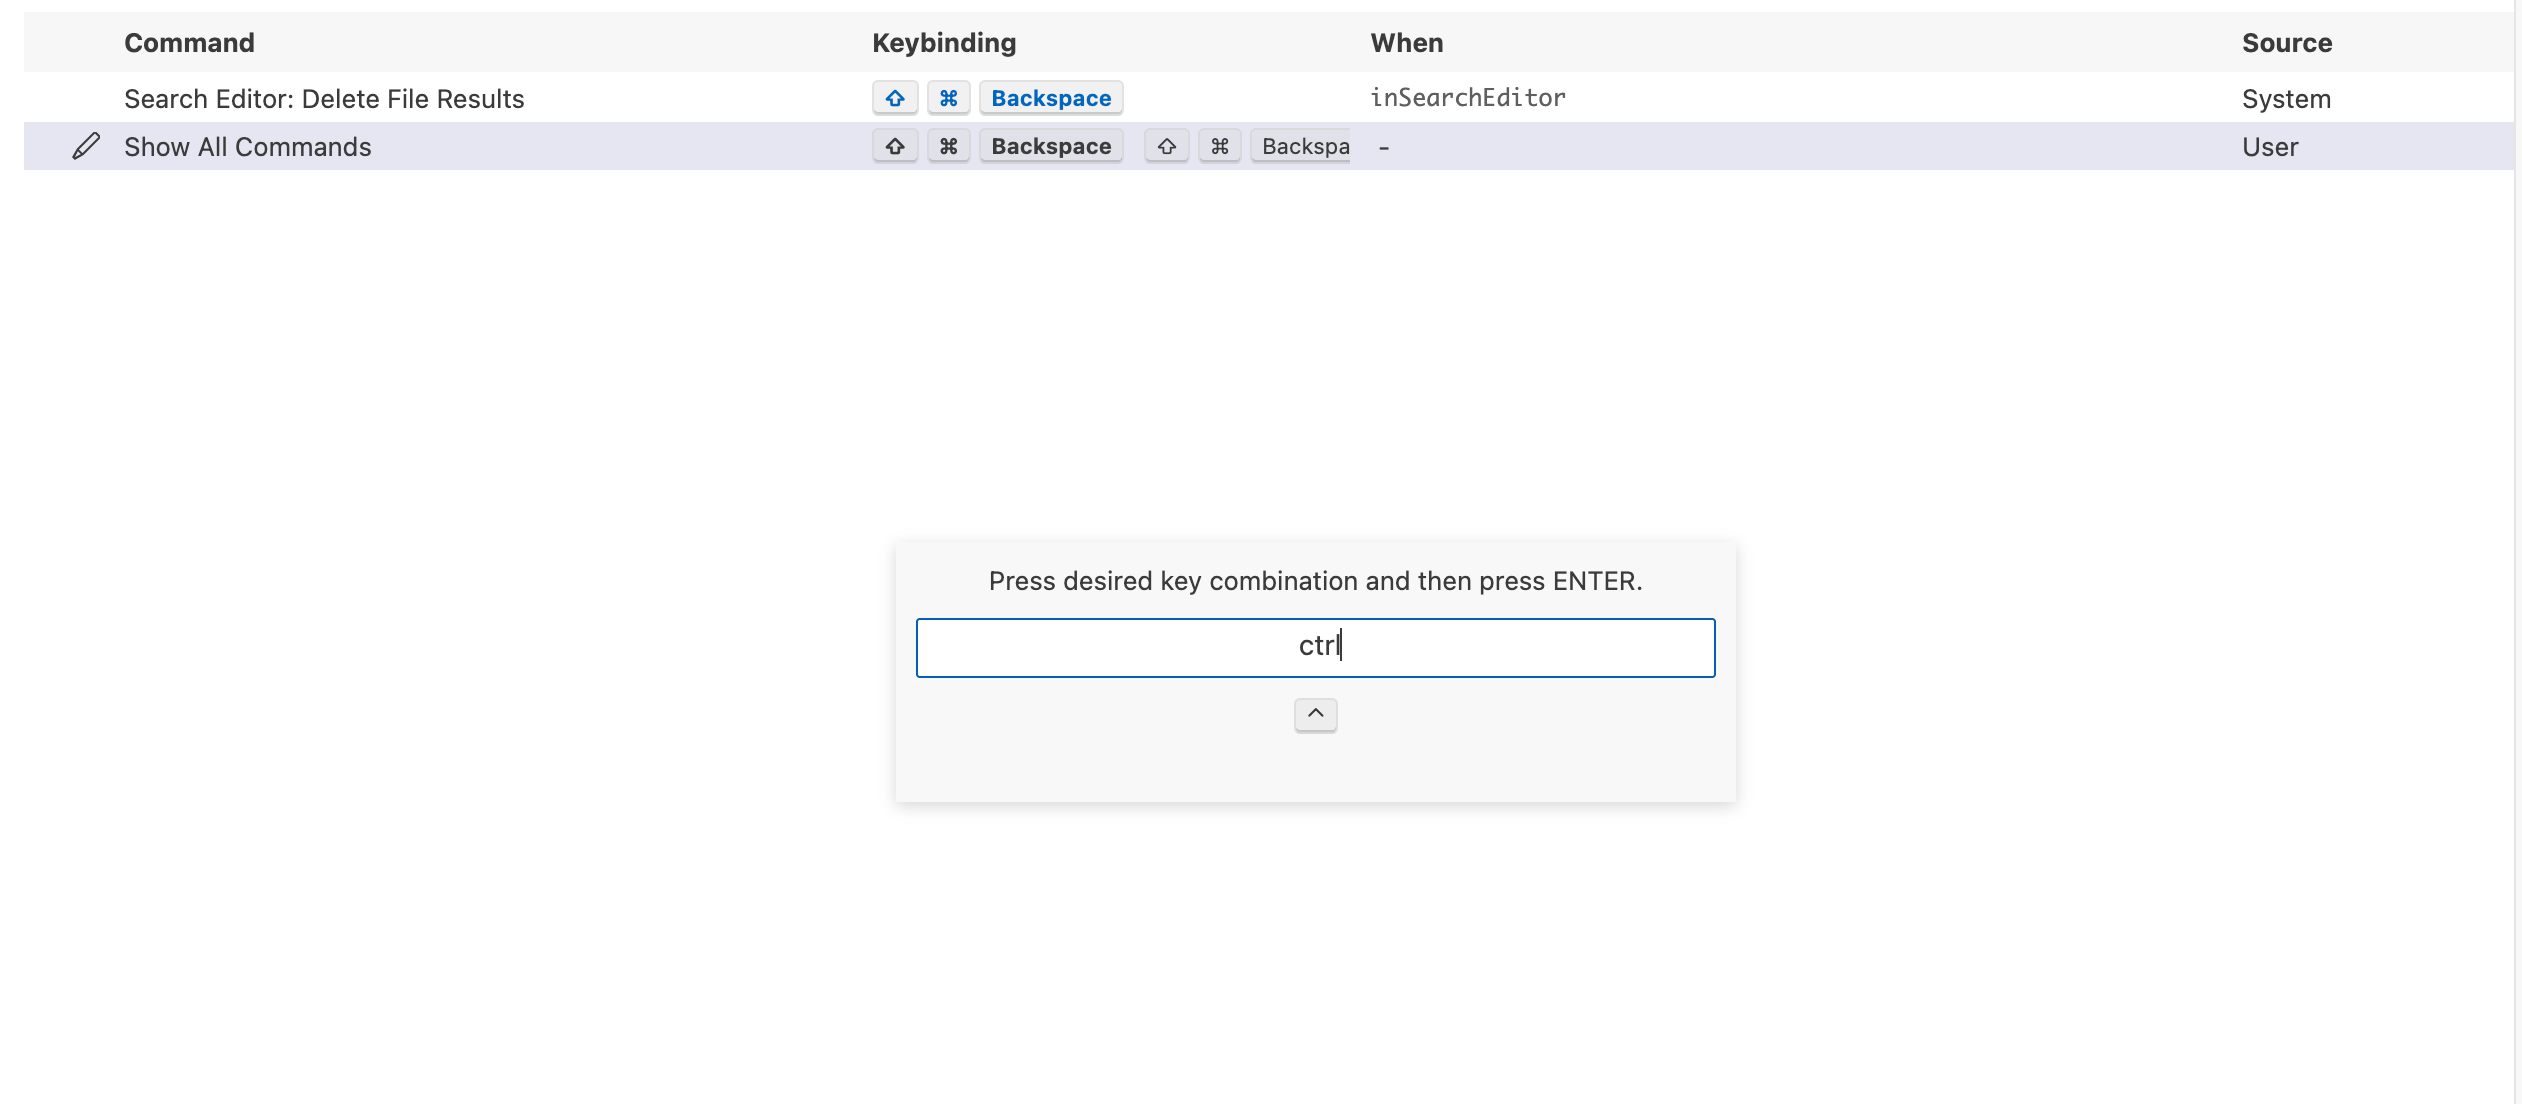 Command Keybinding When Source
Search Editor: Delete File Results ⇧ ⌘ Backspace inSearchEditor System
Show All Commands ⇧ ⌘ Backspace ⇧ ⌘ Backspa - User
Press desired key combination and then press ENTER.
ctrl
^